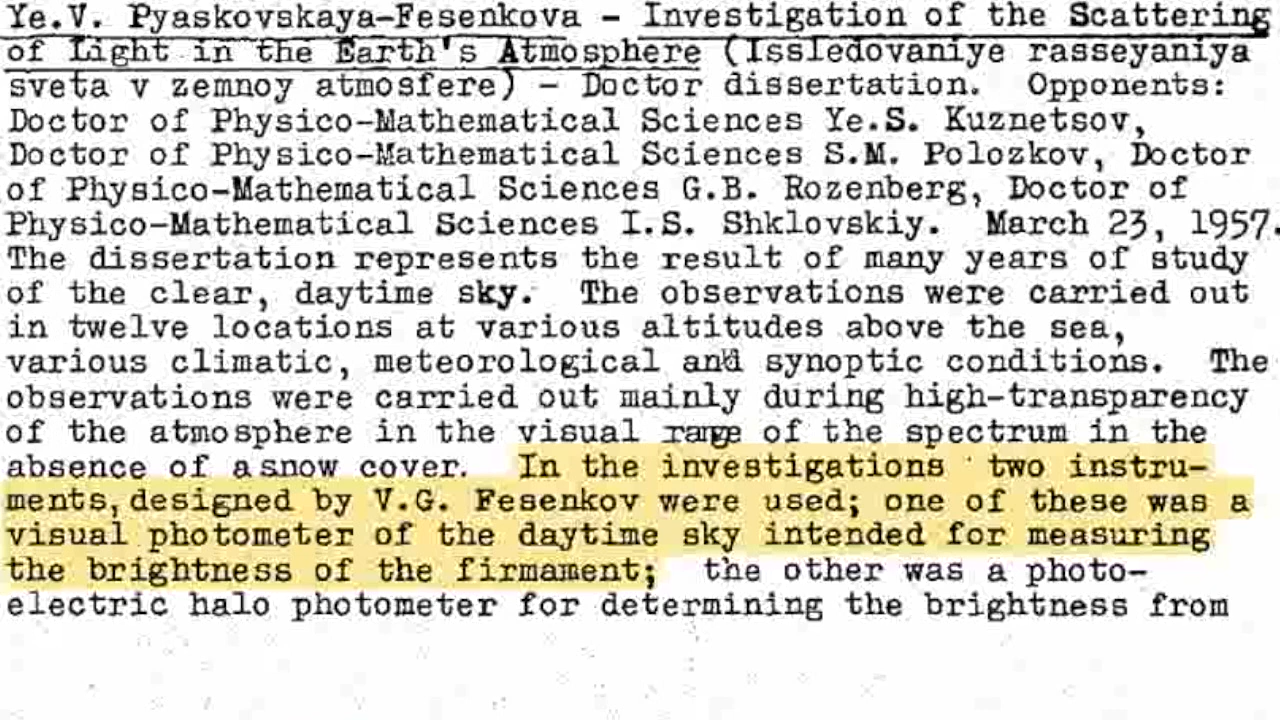 Ye.V. Pyaskovskaya-Fesenkova - Investigation of the Scattering
of Light in the Earth's Atmosphere (Issledovaniye rasseyaniya
sveta v zemnoy atmosfere) - Doctor dissertation. Opponents:
Doctor of Physico-Mathematical Sciences Ye.S. Kuznetsov,
Doctor of Physico-Mathematical Sciences S.M. Polozkov, Doctor
of Physico-Mathematical Sciences G.B. Rozenberg, Doctor of
Physico-Mathematical Sciences I.S. Shklovskiy. March 23, 1957.
The dissertation represents the result of many years of study
of the clear, daytime sky. The observations were carried out
in twelve locations at various altitudes above the sea,
various climatic, meteorological and synoptic conditions. The
observations were carried out mainly during high-transparency
of the atmosphere in the visual range of the spectrum in the
absence of a snow cover. In the investigations two instru-
ments, designed by V.G. Fesenkov were used; one of these was a
visual photometer of the daytime sky intended for measuring
the brightness of the firmament; the other was a photo-
electric halo photometer for determining the brightness from